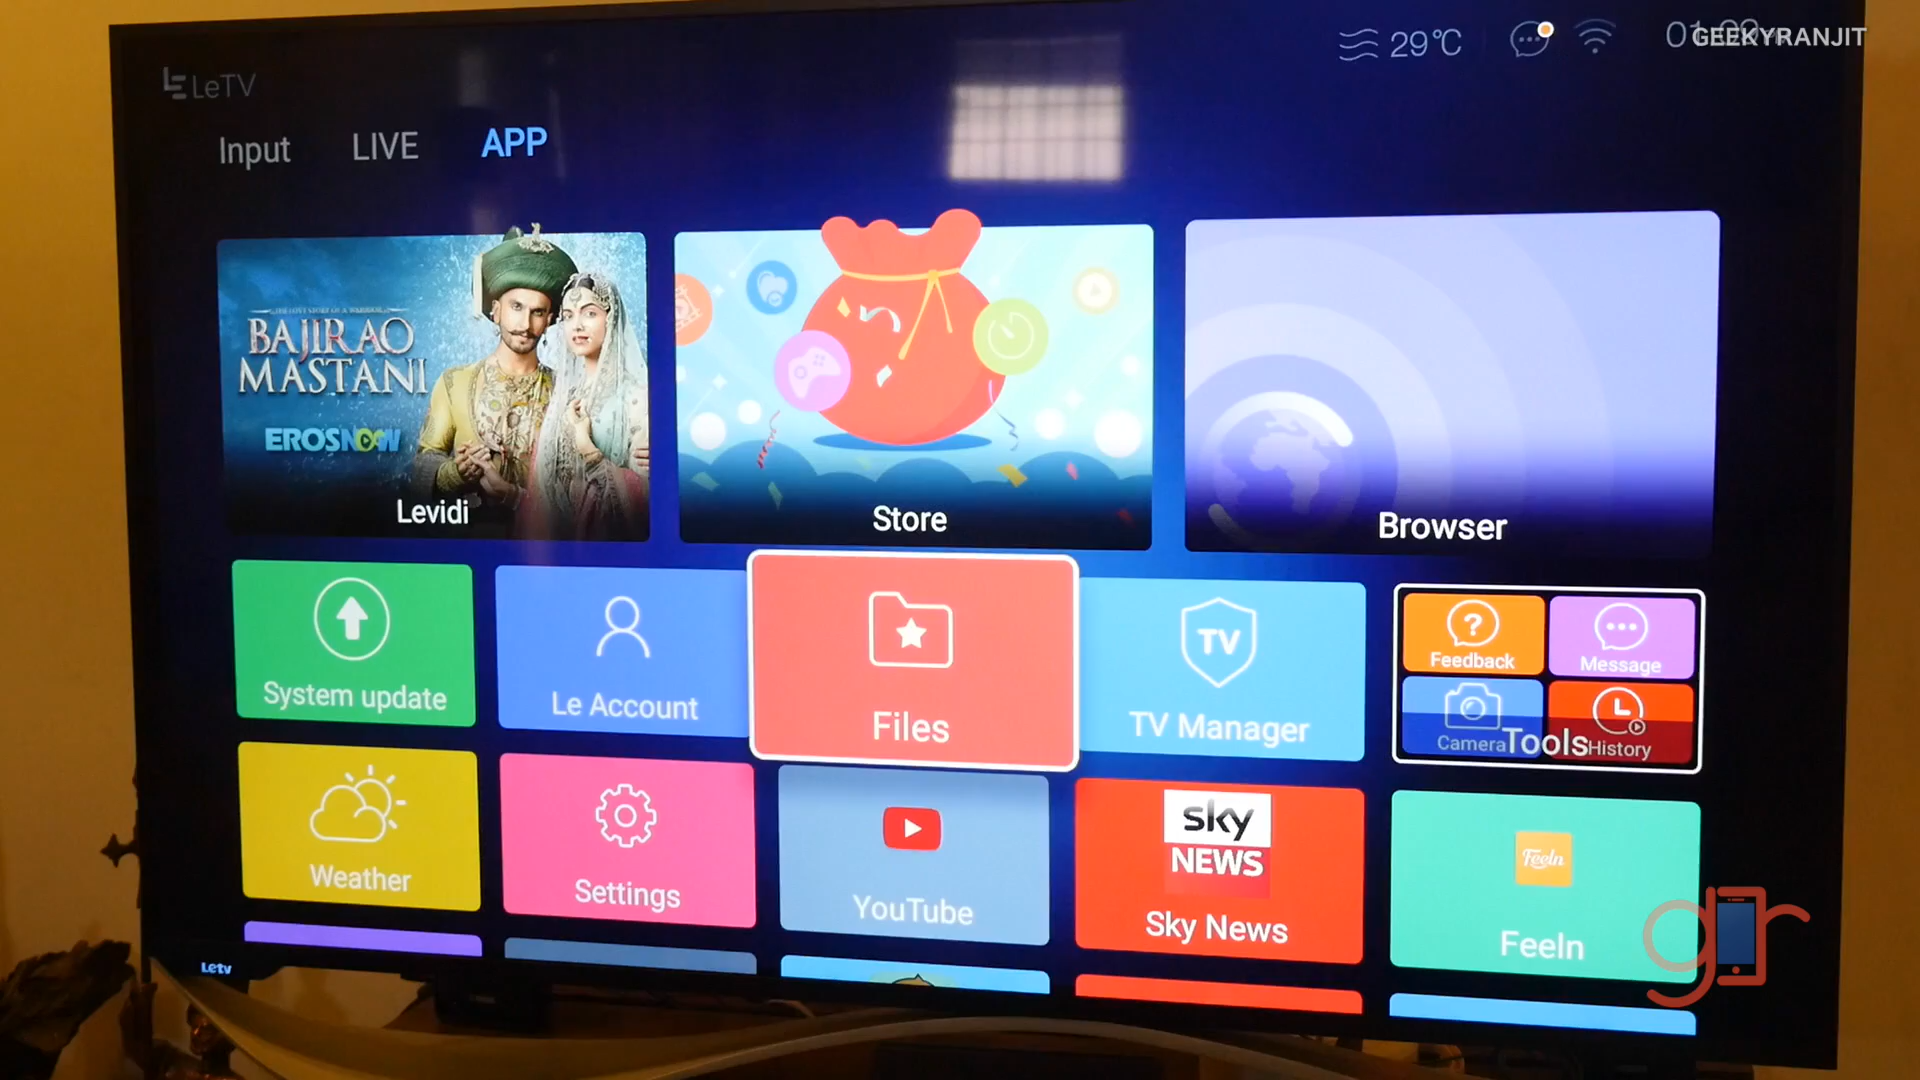 29°C
GEEKYRANJIT
LeTV
Input LIVE APP
BAJIRAO
MASTANI
EROSNOW
Levidi
Store
Browser
System update
Le Account
Files
TV
TV Manager
Feedback
Message
Camera
History
Tools
Weather
Settings
YouTube
sky
NEWS
Sky News
Feeln
Feeln
Letv
gr